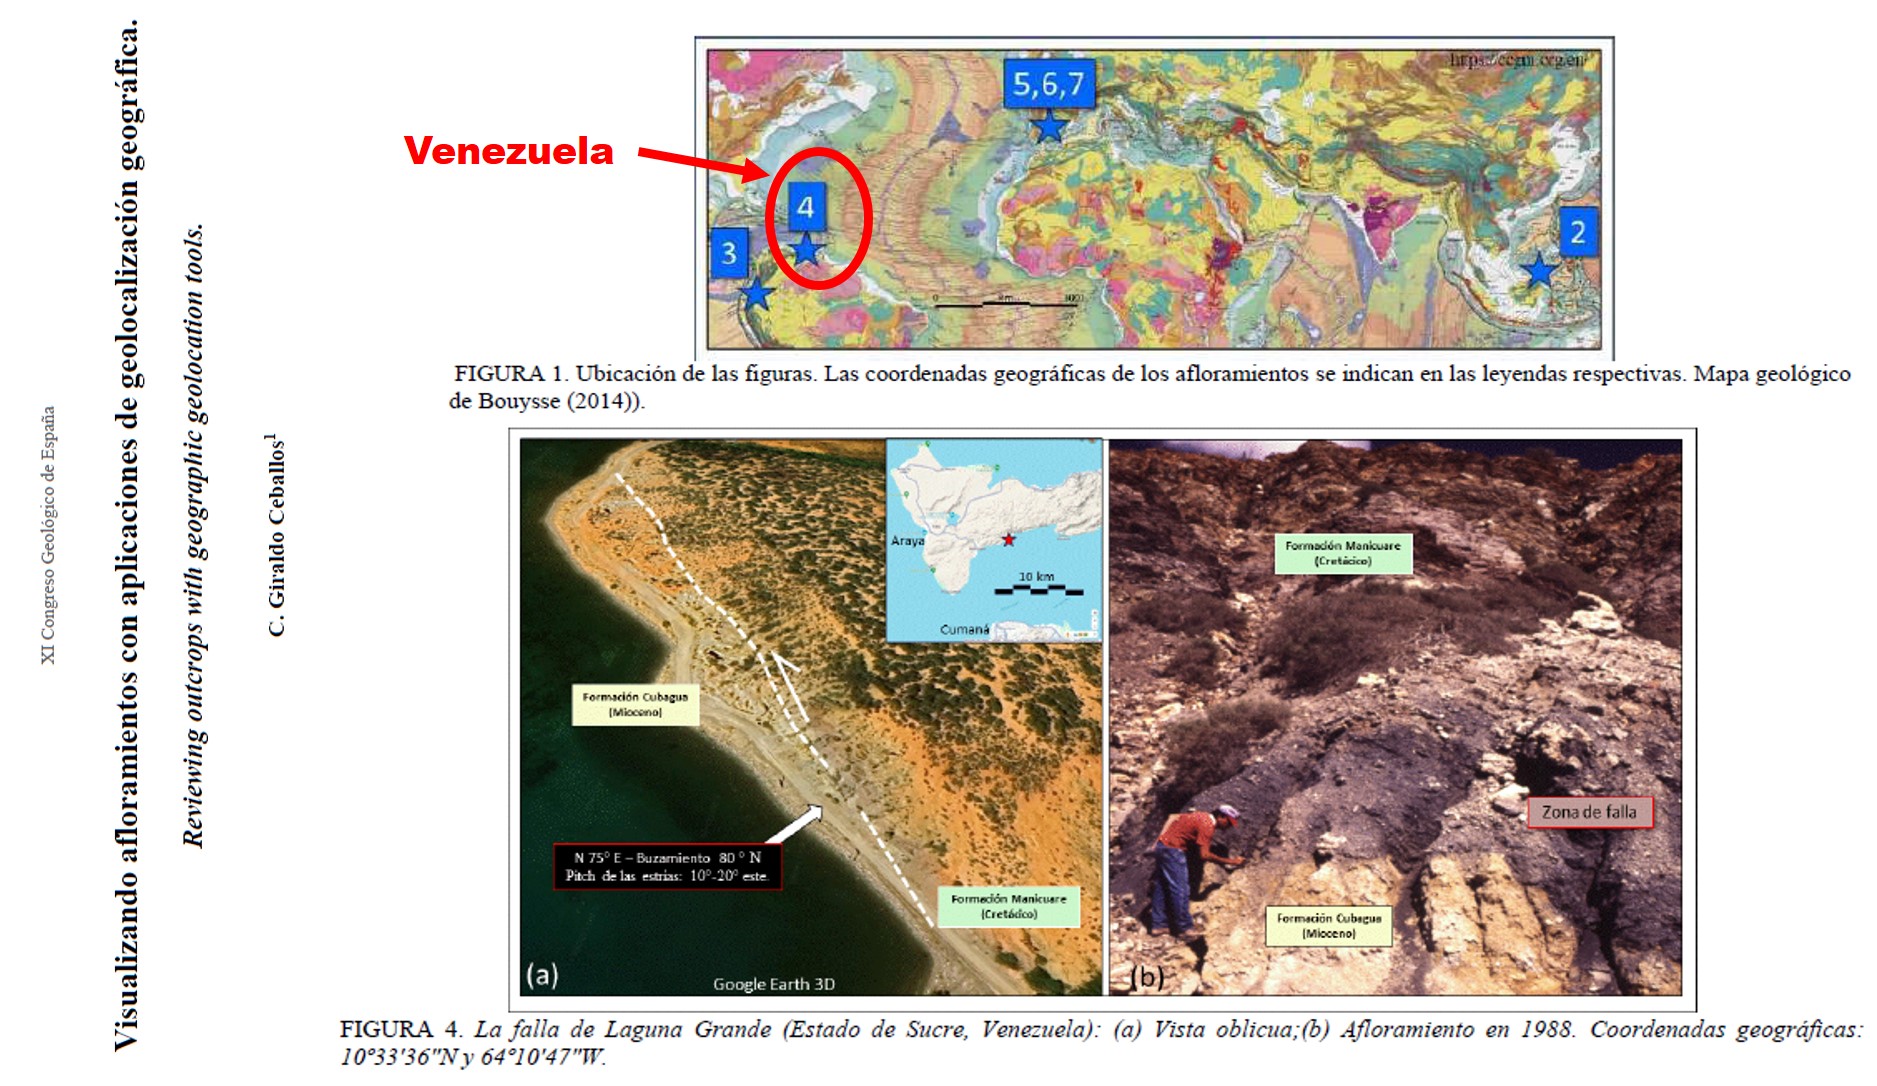 XI Congreso Geológico de España
Visualizando afloramientos con aplicaciones de geolocalización geográfica.
Reviewing outcrops with geographic geolocation tools.
C. Giraldo Ceballos¹
Venezuela
https://ccgm.org/en/
5,6,7
4
3
2
0 Km.
FIGURA 1. Ubicación de las figuras. Las coordenadas geográficas de los afloramientos se indican en las leyendas respectivas. Mapa geológico
de Bouysse (2014)).
Araya
10 km
Cumaná
Formación Cubagua
(Mioceno)
N 75° E – Buzamiento 80 ° N
Pitch de las estrias: 10°-20° este.
Formación Manicuare
(Cretácico)
(a)
Google Earth 3D
Formación Manicuare
(Cretácico)
Zona de falla
Formación Cubagua
(Mioceno)
(b)
FIGURA 4. La falla de Laguna Grande (Estado de Sucre, Venezuela): (a) Vista oblicua;(b) Afloramiento en 1988. Coordenadas geográficas:
10°33'36"N y 64°10'47"W.